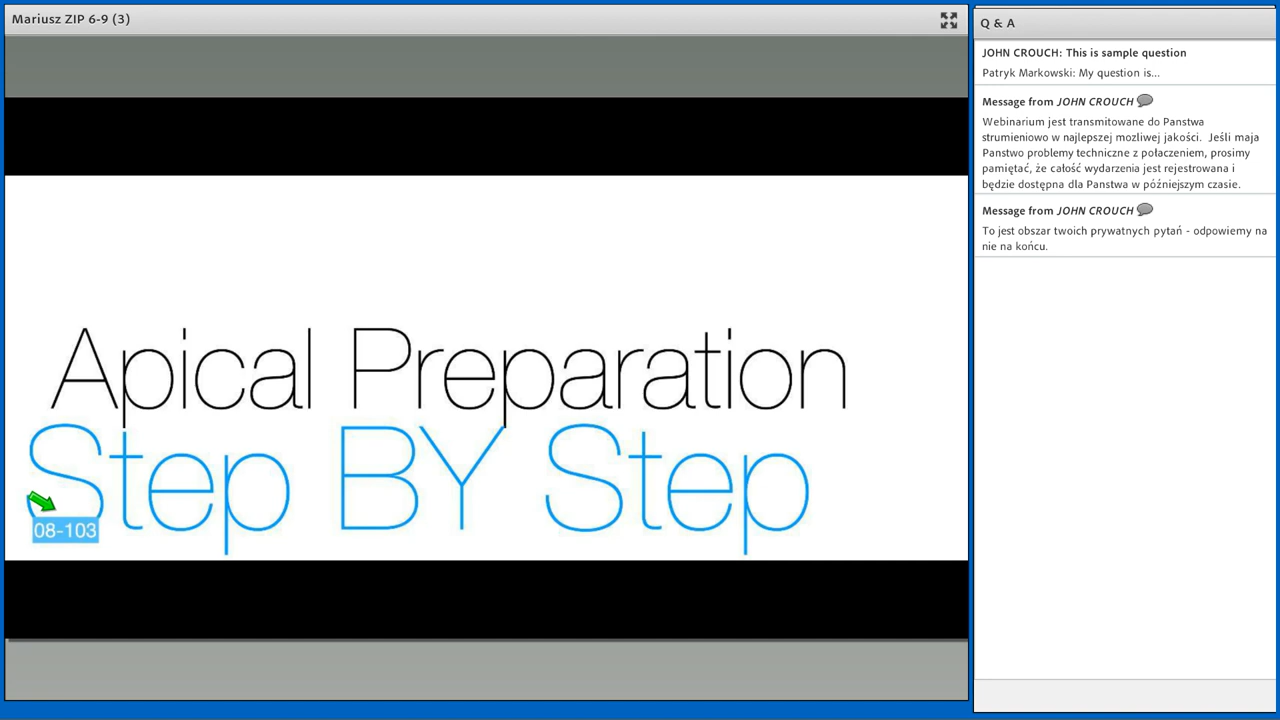 Mariusz ZIP 6-9 (3)
Apical Preparation
Step BY Step
08-103
Q & A
JOHN CROUCH: This is sample question
Patryk Markowski: My question is...
Message from JOHN CROUCH
Webinarium jest transmitowane do Panstwa
strumieniowo w najlepszej mozliwej jakości.  Jeśli maja
Panstwo problemy techniczne z połaczeniem, prosimy
pamiętać, że całość wydarzenia jest rejestrowana i
będzie dostępna dla Panstwa w późniejszym czasie.
Message from JOHN CROUCH
To jest obszar twoich prywatnych pytań - odpowiemy na
nie na końcu.